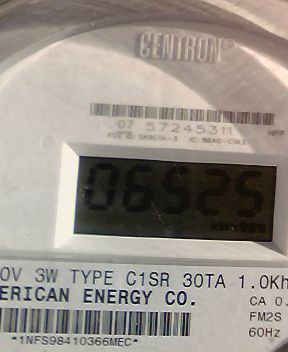 CENTRON®
07 57245311
06525
0V 3W TYPE C1SR 30TA 1.0Kh
ERICAN ENERGY CO.
CA 0.
FM2S
60Hz
*1NFS98410366MEC*